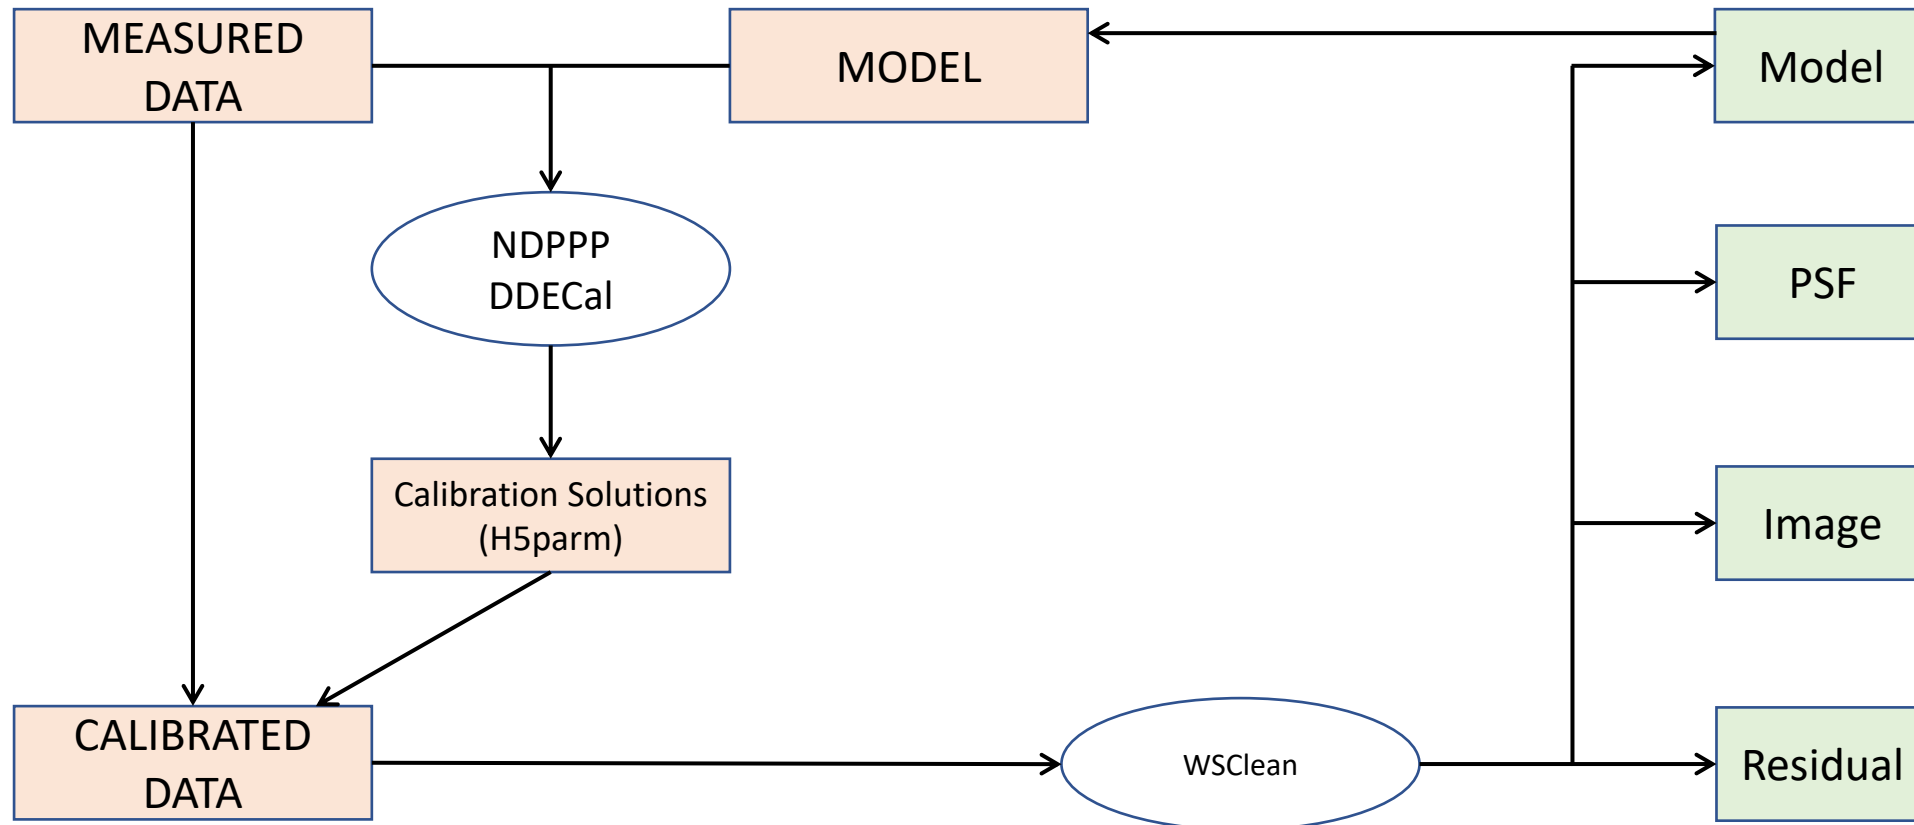 MEASURED
DATA
MODEL
Model
NDPPP
DDECal
PSF
Calibration Solutions
(H5parm)
Image
CALIBRATED
DATA
WSClean
Residual